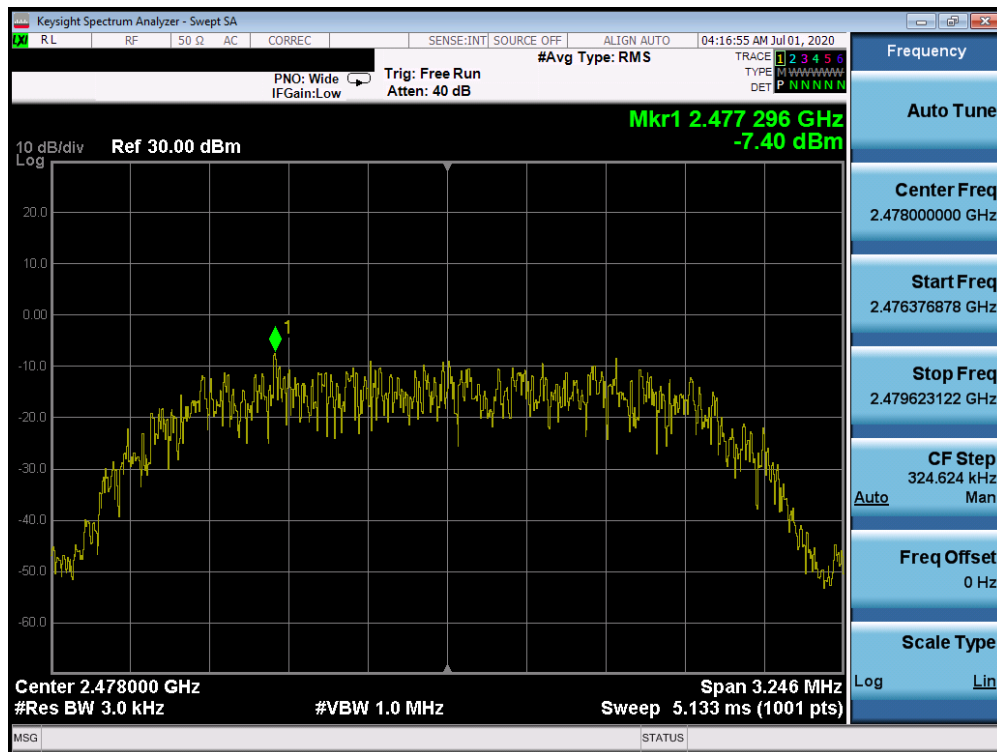 Keysight Spectrum Analyzer - Swept SA
LXI RL RF 50 Ω AC CORREC SENSE:INT SOURCE OFF ALIGN AUTO 04:16:55 AM Jul 01, 2020
PNO: Wide
IFGain:Low
Trig: Free Run
Atten: 40 dB
#Avg Type: RMS
TRACE 1 2 3 4 5 6
TYPE M WWWWW
DET P N N N N N
Mkr1 2.477 296 GHz
-7.40 dBm
10 dB/div
Log
Ref 30.00 dBm
20.0
10.0
0.00
-10.0
-20.0
-30.0
-40.0
-50.0
-60.0
1
Center 2.478000 GHz
Span 3.246 MHz
#Res BW 3.0 kHz
#VBW 1.0 MHz
Sweep 5.133 ms (1001 pts)
MSG
STATUS
Frequency
Auto Tune
Center Freq
2.478000000 GHz
Start Freq
2.476376878 GHz
Stop Freq
2.479623122 GHz
CF Step
324.624 kHz
Auto Man
Freq Offset
0 Hz
Scale Type
Log Lin